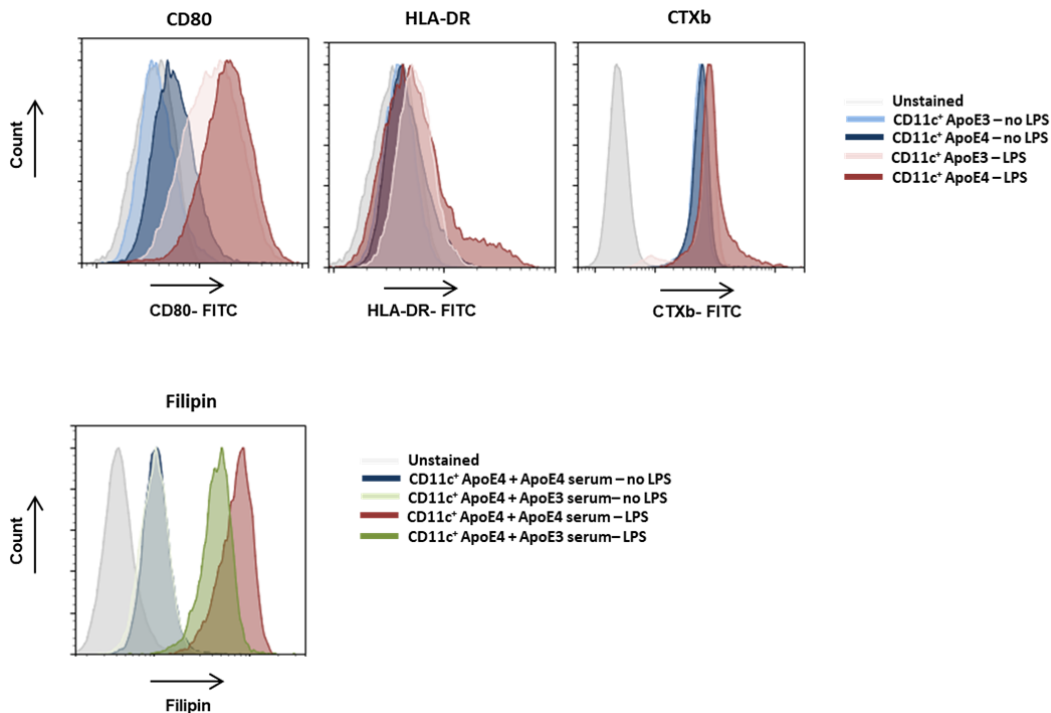 CD80
HLA-DR
CTXb
Count
CD80- FITC
HLA-DR- FITC
CTXb- FITC
Unstained
CD11c⁺ ApoE3 – no LPS
CD11c⁺ ApoE4 – no LPS
CD11c⁺ ApoE3 – LPS
CD11c⁺ ApoE4 – LPS
Filipin
Count
Filipin
Unstained
CD11c⁺ ApoE4 + ApoE4 serum – no LPS
CD11c⁺ ApoE4 + ApoE3 serum– no LPS
CD11c⁺ ApoE4 + ApoE4 serum – LPS
CD11c⁺ ApoE4 + ApoE3 serum– LPS